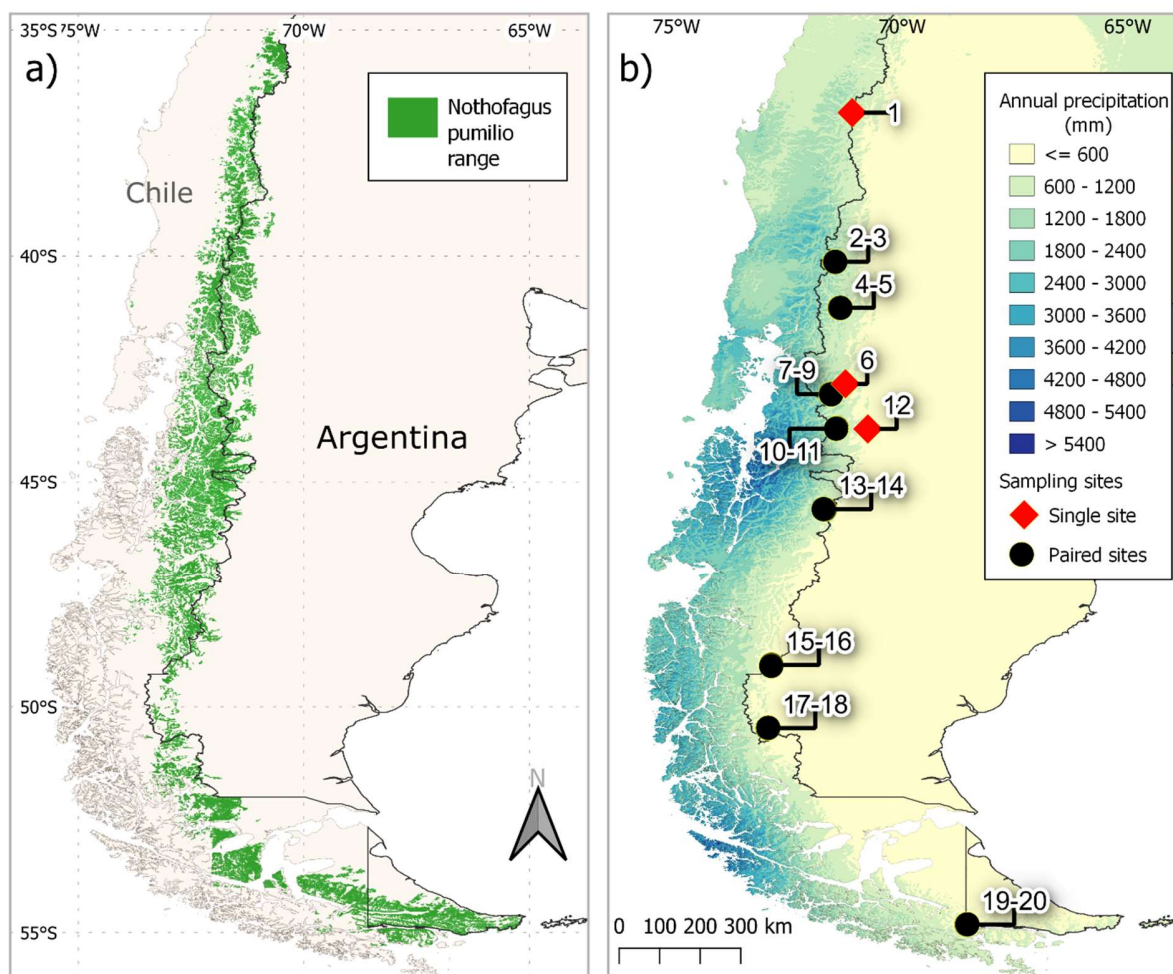 35°S 75°W 70°W 65°W
a)
Nothofagus
pumilio
range
Chile
40°S
Argentina
45°S
50°S
N
55°S
75°W 70°W 65°W
b)
Annual precipitation
(mm)
<= 600
600 - 1200
1200 - 1800
1800 - 2400
2400 - 3000
3000 - 3600
3600 - 4200
4200 - 4800
4800 - 5400
> 5400
Sampling sites
Single site
Paired sites
1
2-3
4-5
6
7-9
12
10-11
13-14
15-16
17-18
19-20
0 100 200 300 km